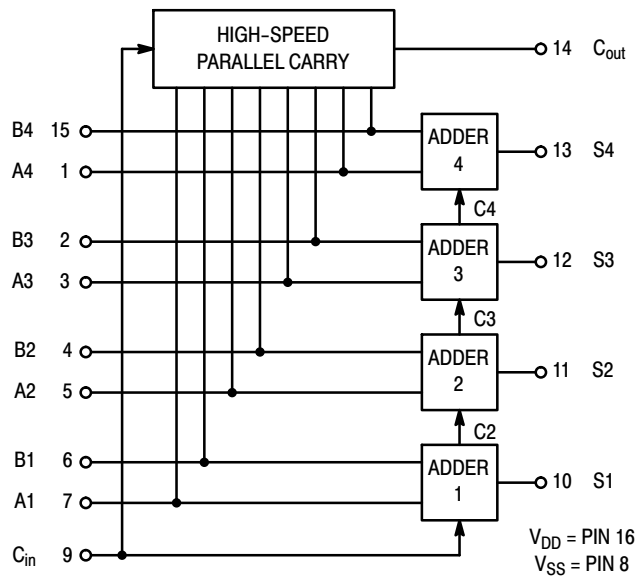 HIGH-SPEED
PARALLEL CARRY
14 Cout
B4 15
A4 1
ADDER
4
13 S4
C4
B3 2
A3 3
ADDER
3
12 S3
C3
B2 4
A2 5
ADDER
2
11 S2
C2
B1 6
A1 7
ADDER
1
10 S1
Cin 9
VDD = PIN 16
VSS = PIN 8